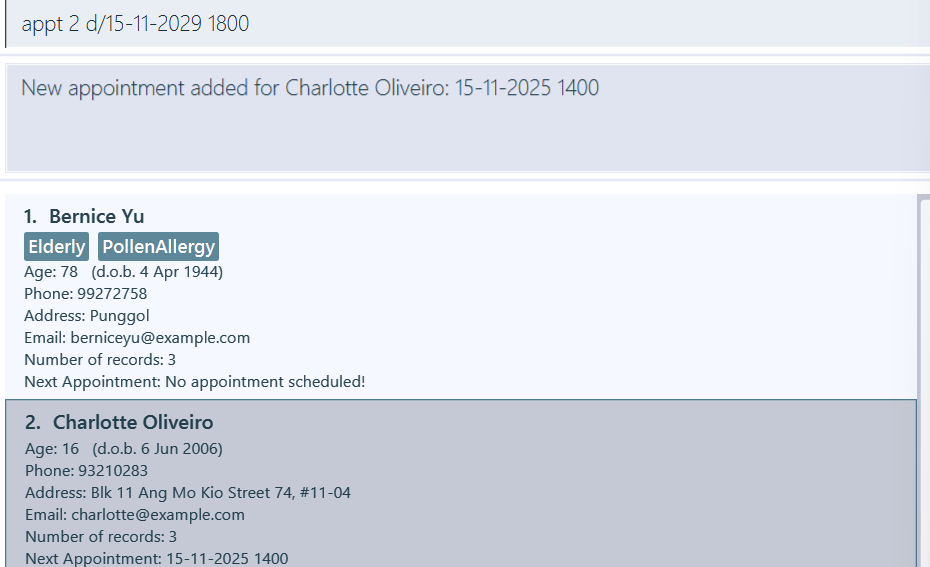 appt 2 d/15-11-2029 1800
New appointment added for Charlotte Oliveiro: 15-11-2025 1400
1. Bernice Yu
Elderly PollenAllergy
Age: 78 (d.o.b. 4 Apr 1944)
Phone: 99272758
Address: Punggol
Email: berniceyu@example.com
Number of records: 3
Next Appointment: No appointment scheduled!
2. Charlotte Oliveiro
Age: 16 (d.o.b. 6 Jun 2006)
Phone: 93210283
Address: Blk 11 Ang Mo Kio Street 74, #11-04
Email: charlotte@example.com
Number of records: 3
Next Appointment: 15-11-2025 1400